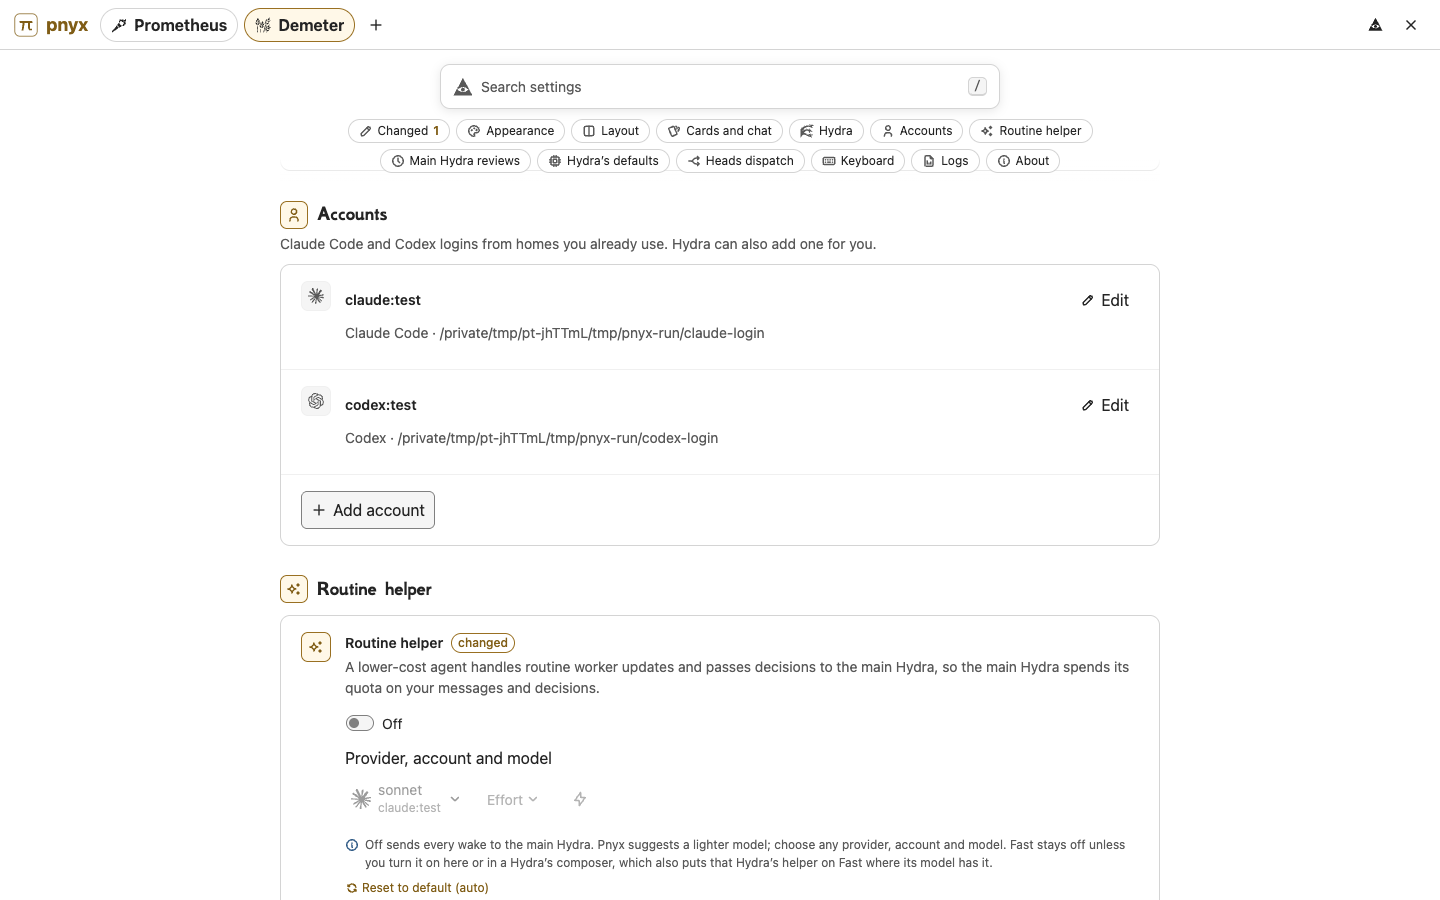 π pnyx Prometheus Demeter +
Search settings /
Changed 1 Appearance Layout Cards and chat Hydra Accounts Routine helper
Main Hydra reviews Hydra’s defaults Heads dispatch Keyboard Logs About
Accounts
Claude Code and Codex logins from homes you already use. Hydra can also add one for you.
claude:test Edit
Claude Code · /private/tmp/pt-jhTTmL/tmp/pnyx-run/claude-login
codex:test Edit
Codex · /private/tmp/pt-jhTTmL/tmp/pnyx-run/codex-login
+ Add account
Routine helper
Routine helper changed
A lower-cost agent handles routine worker updates and passes decisions to the main Hydra, so the main Hydra spends its
quota on your messages and decisions.
Off
Provider, account and model
sonnet
claude:test Effort
Off sends every wake to the main Hydra. Pnyx suggests a lighter model; choose any provider, account and model. Fast stays off unless
you turn it on here or in a Hydra’s composer, which also puts that Hydra’s helper on Fast where its model has it.
Reset to default (auto)